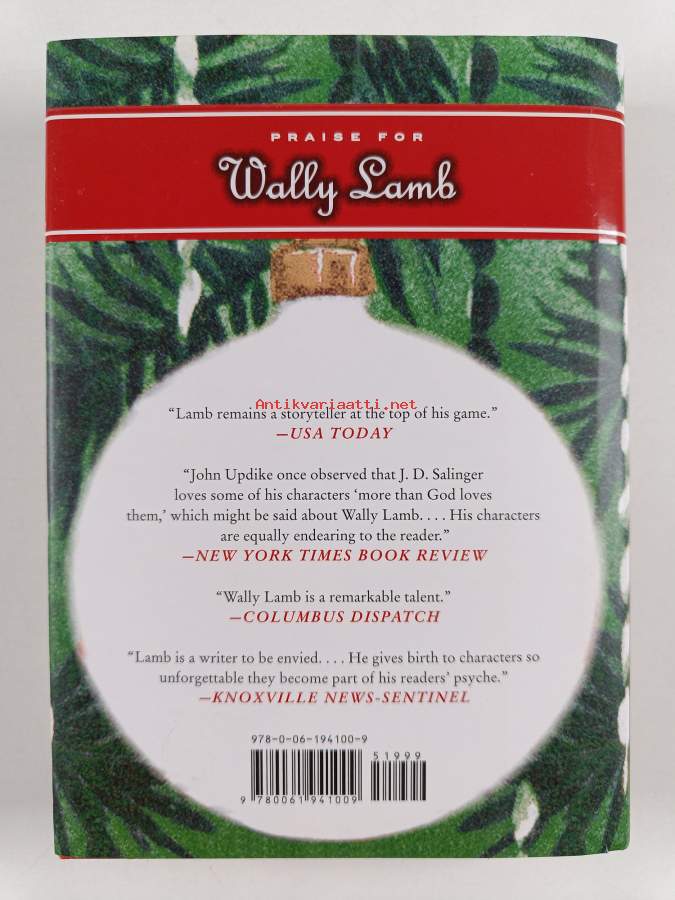 PRAISE FOR
Wally Lamb
Antikvariaatti.net
“Lamb remains a storyteller at the top of his game.”
—USA TODAY
“John Updike once observed that J. D. Salinger
loves some of his characters ‘more than God loves
them,’ which might be said about Wally Lamb. . . . His characters
are equally endearing to the reader.”
—NEW YORK TIMES BOOK REVIEW
“Wally Lamb is a remarkable talent.”
—COLUMBUS DISPATCH
“Lamb is a writer to be envied. . . . He gives birth to characters so
unforgettable they become part of his readers’ psyche.”
—KNOXVILLE NEWS-SENTINEL
978-0-06-194100-9
51999
9 780061 941009